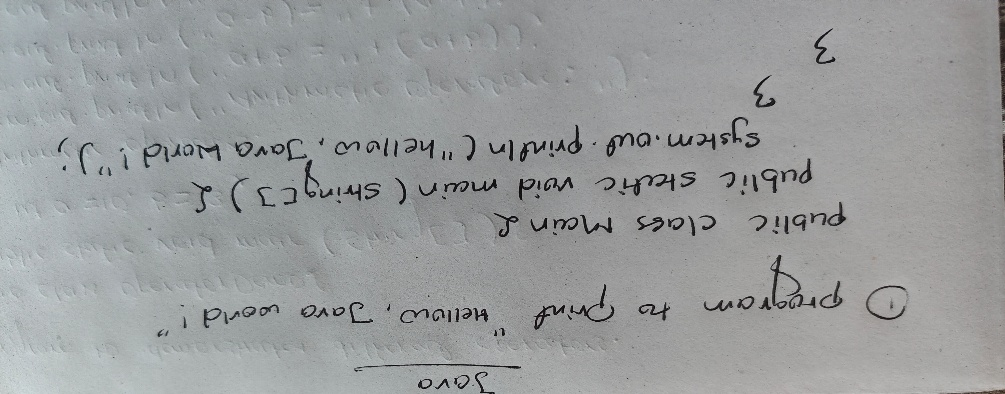 Java
① program to print "Hellow, Java world!"
public class Main {
public static void main (string[]) {
system.out.println ("hellow, Java world!");
}
}